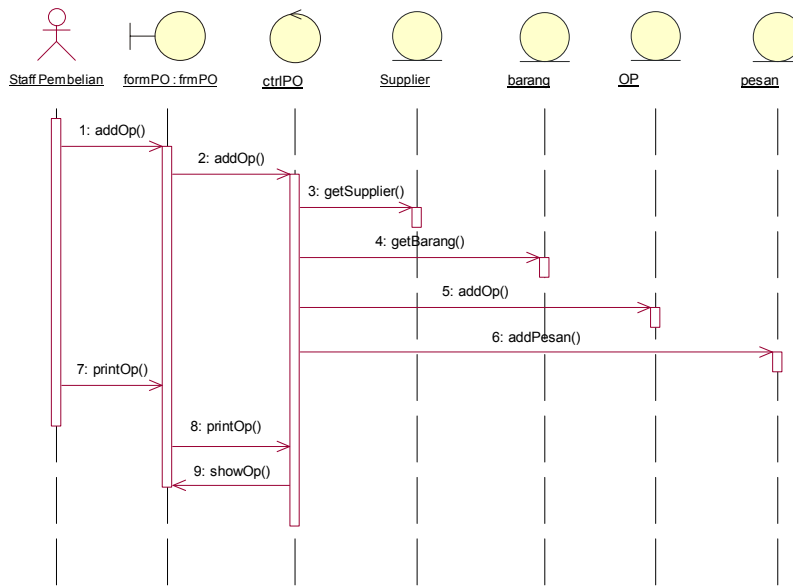 Staff Pembelian
formPO : frmPO
ctrlPO
Supplier
barang
OP
pesan
1: addOp()
2: addOp()
3: getSupplier()
4: getBarang()
5: addOp()
6: addPesan()
7: printOp()
8: printOp()
9: showOp()